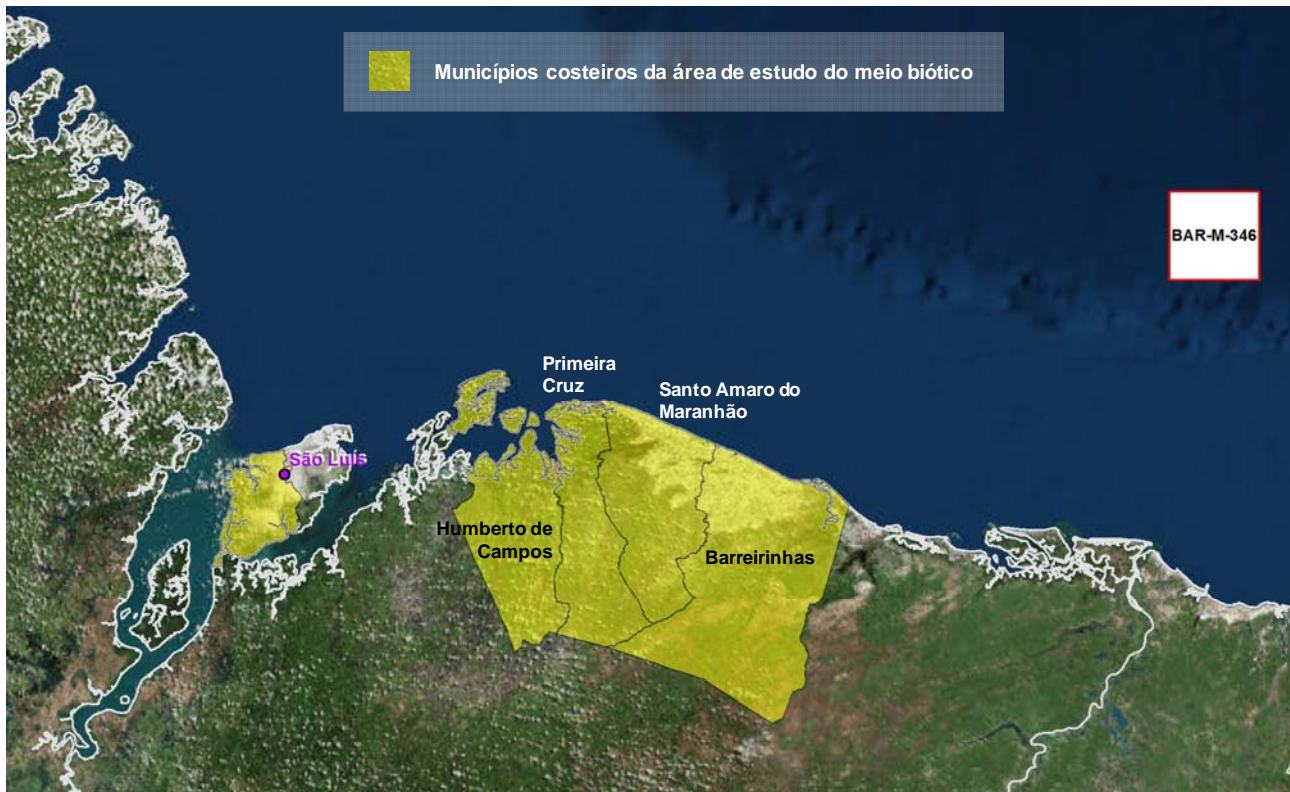 Municípios costeiros da área de estudo do meio biótico
BAR-M-346
Primeira
Cruz
Santo Amaro do
Maranhão
São Luís
Humberto de
Campos
Barreirinhas